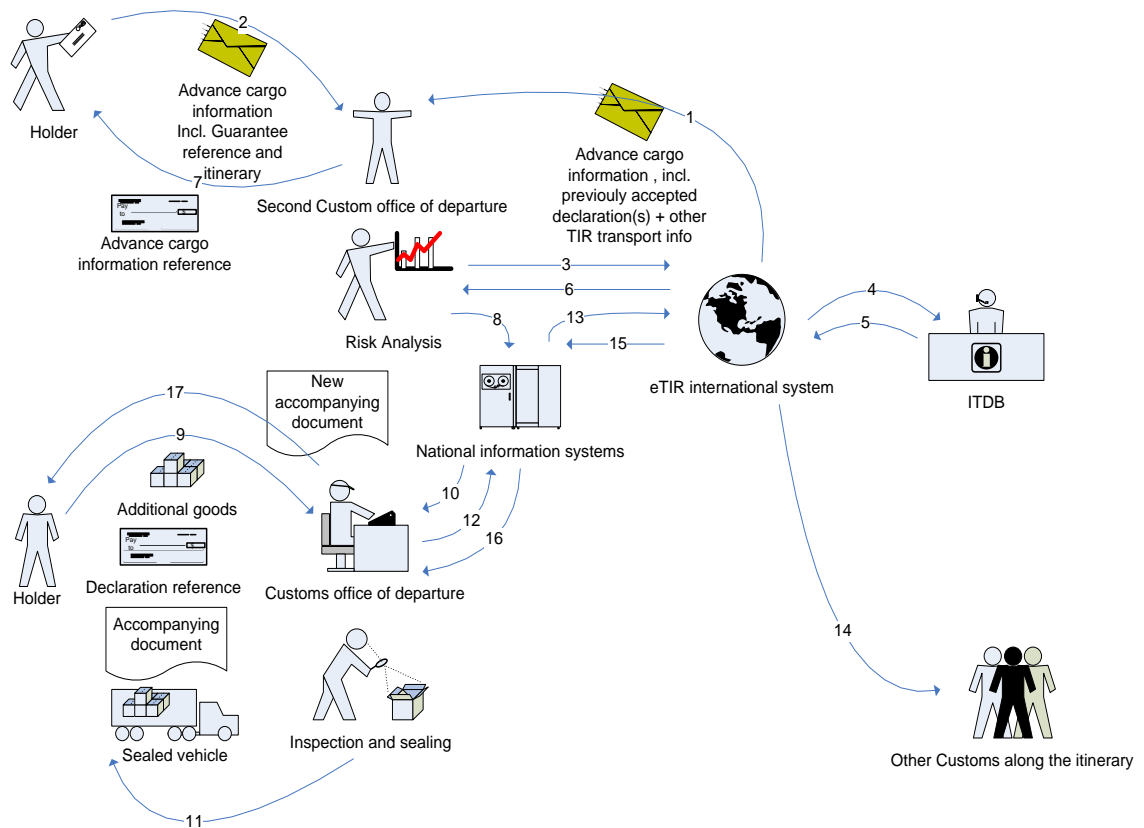 2
1
Advance cargo
information
Incl. Guarantee
reference and
itinerary
7
Holder
Advance cargo
information , incl.
previouly accepted
declaration(s) + other
TIR transport info
Pay
to
$
Advance cargo
information reference
Second Custom office of departure
3
6
4
5
8
13
15
Risk Analysis
eTIR international system
ITDB
New
accompanying
document
17
9
National information systems
Additional goods
10
12
16
Pay
to
$
Declaration reference
Holder
Customs office of departure
Accompanying
document
14
Sealed vehicle
Inspection and sealing
Other Customs along the itinerary
11